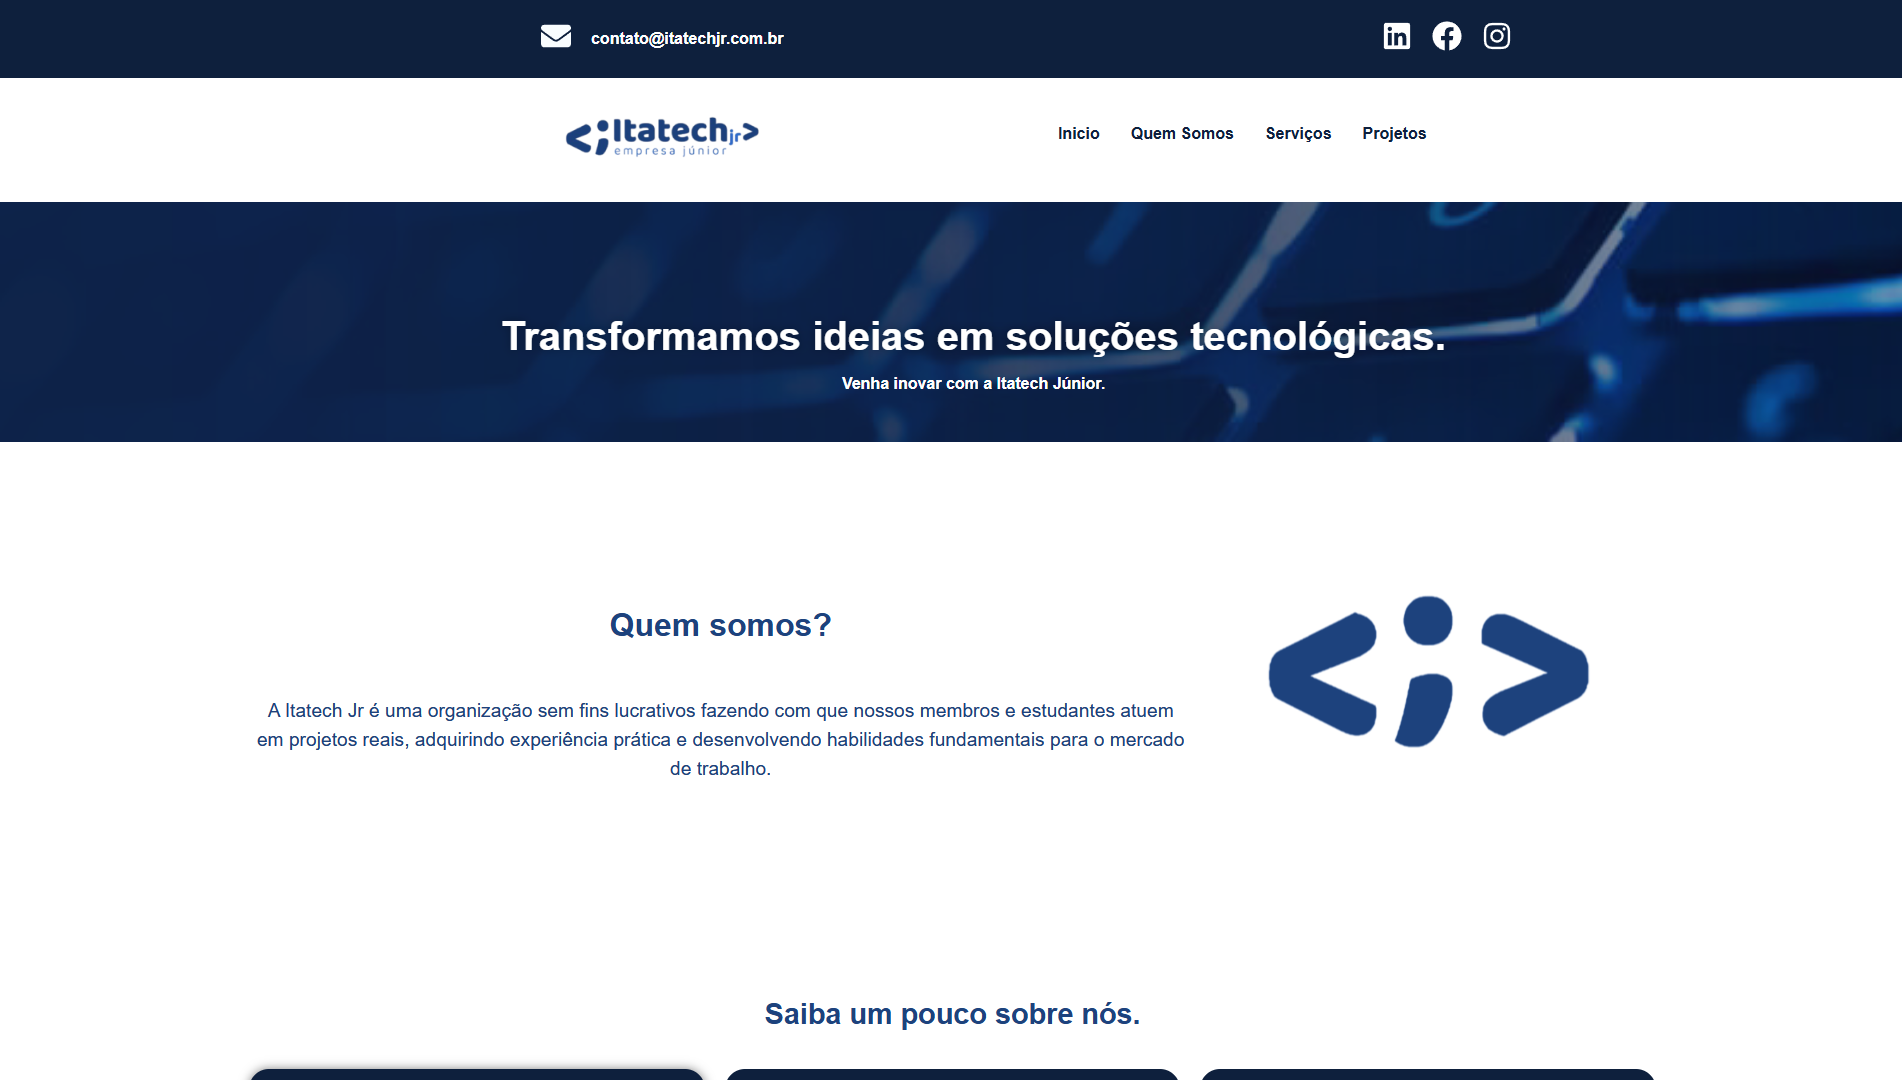 contato@itatechjr.com.br
<;Itatechjr>
empresa júnior
Inicio Quem Somos Serviços Projetos
Transformamos ideias em soluções tecnológicas.
Venha inovar com a Itatech Júnior.
Quem somos?
A Itatech Jr é uma organização sem fins lucrativos fazendo com que nossos membros e estudantes atuem
em projetos reais, adquirindo experiência prática e desenvolvendo habilidades fundamentais para o mercado
de trabalho.
<;>
Saiba um pouco sobre nós.